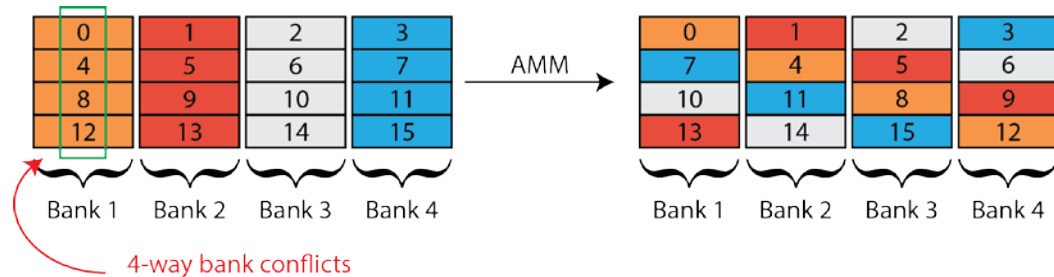 0 1 2 3 0 1 2 3
4 5 6 7 AMM 7 4 5 6
8 9 10 11 10 11 8 9
12 13 14 15 13 14 15 12
Bank 1 Bank 2 Bank 3 Bank 4 Bank 1 Bank 2 Bank 3 Bank 4
4-way bank conflicts